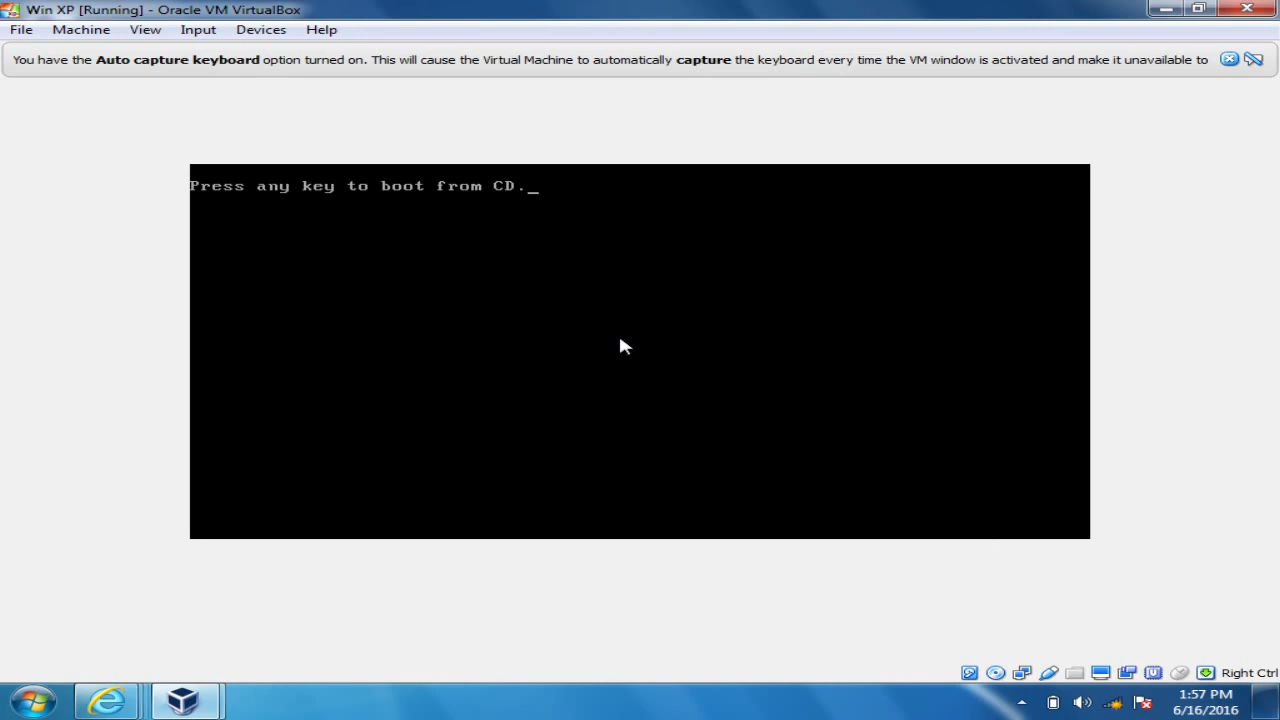 Win XP [Running] - Oracle VM VirtualBox
File Machine View Input Devices Help
You have the Auto capture keyboard option turned on. This will cause the Virtual Machine to automatically capture the keyboard every time the VM window is activated and make it unavailable to
Press any key to boot from CD._
Right Ctrl
1:57 PM
6/16/2016